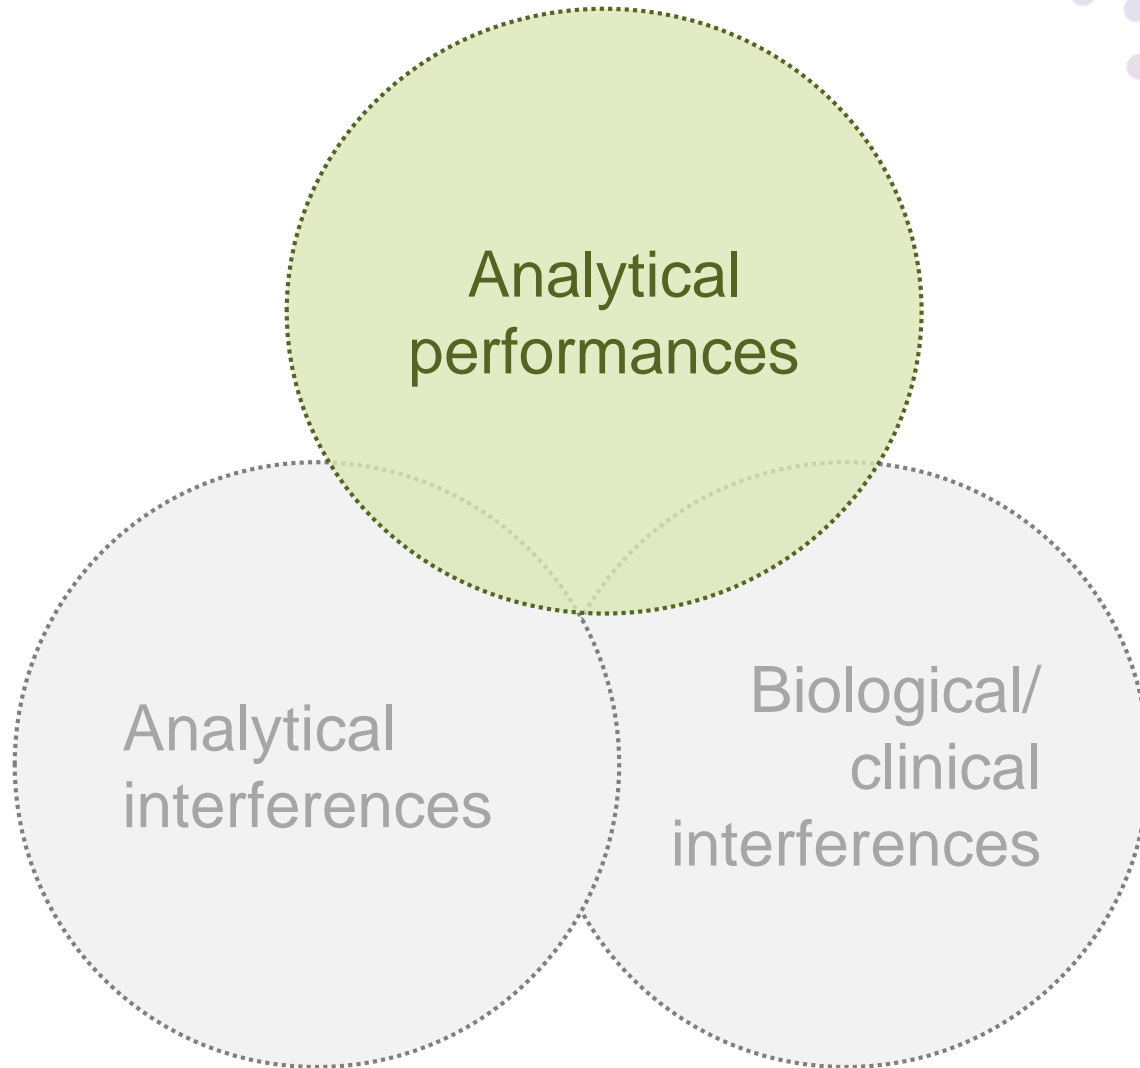 Analytical
performances
Analytical
interferences
Biological/
clinical
interferences